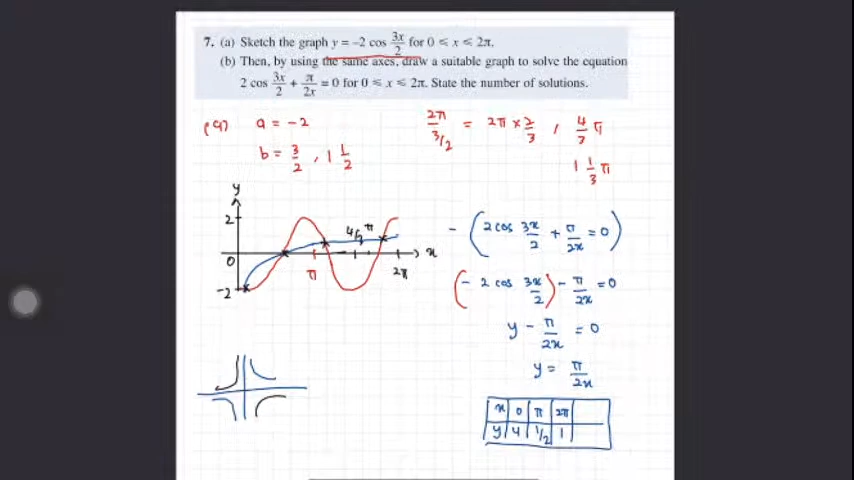 7. (a) Sketch the graph y = –2 cos 3x/2 for 0 ⩽ x ⩽ 2π.
(b) Then, by using the same axes, draw a suitable graph to solve the equation
2 cos 3x/2 + π/2x = 0 for 0 ⩽ x ⩽ 2π. State the number of solutions.
(a) a = -2
b = 3/2 , 1 1/2
2π / 3/2 = 2π × 2/3 , 4/3 π
1 1/3 π
y
2
0
-2
π
2π
x
- (2 cos 3x/2 + π/2x = 0)
(- 2 cos 3x/2) - π/2x = 0
y - π/2x = 0
y = π/2x
x 0 π 2π
y 4 1/2 1